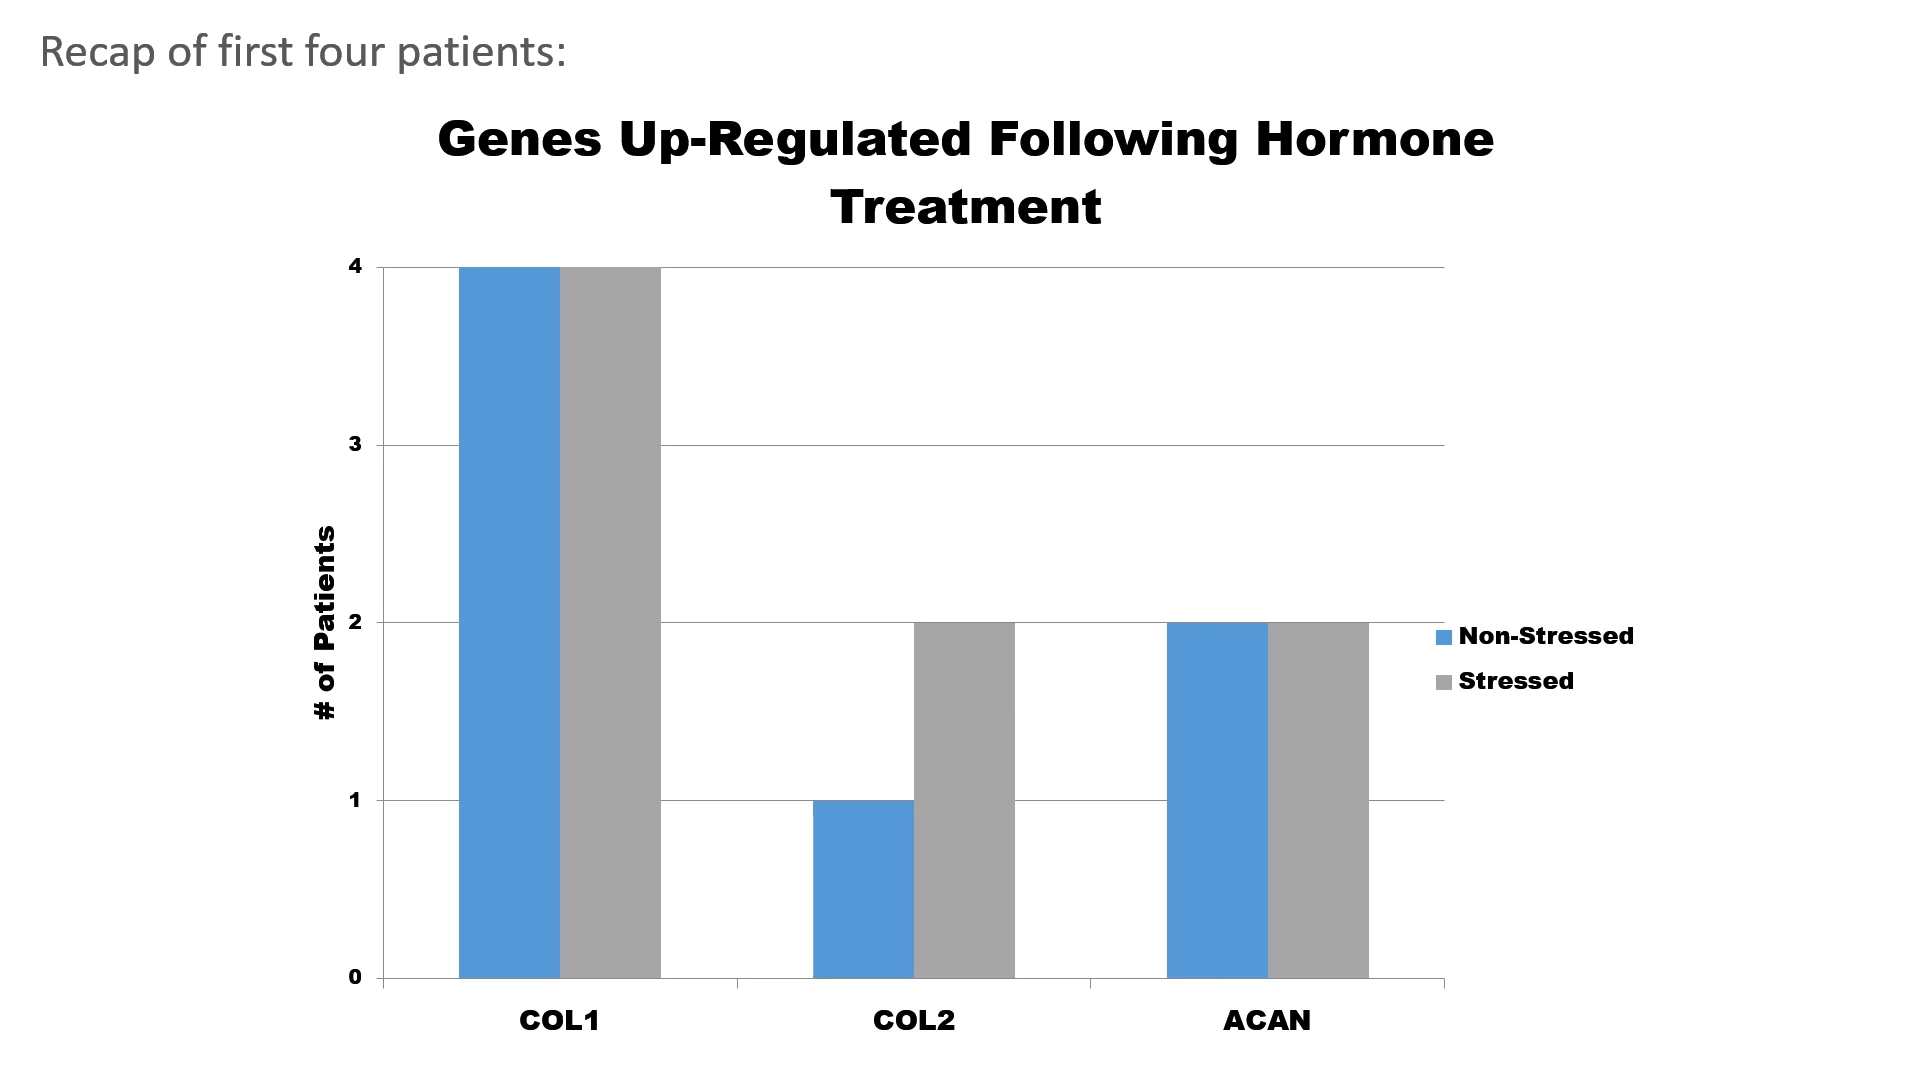 Recap of first four patients:
Genes Up-Regulated Following Hormone
Treatment
4
3
2
1
0
# of Patients
COL1
COL2
ACAN
Non-Stressed
Stressed